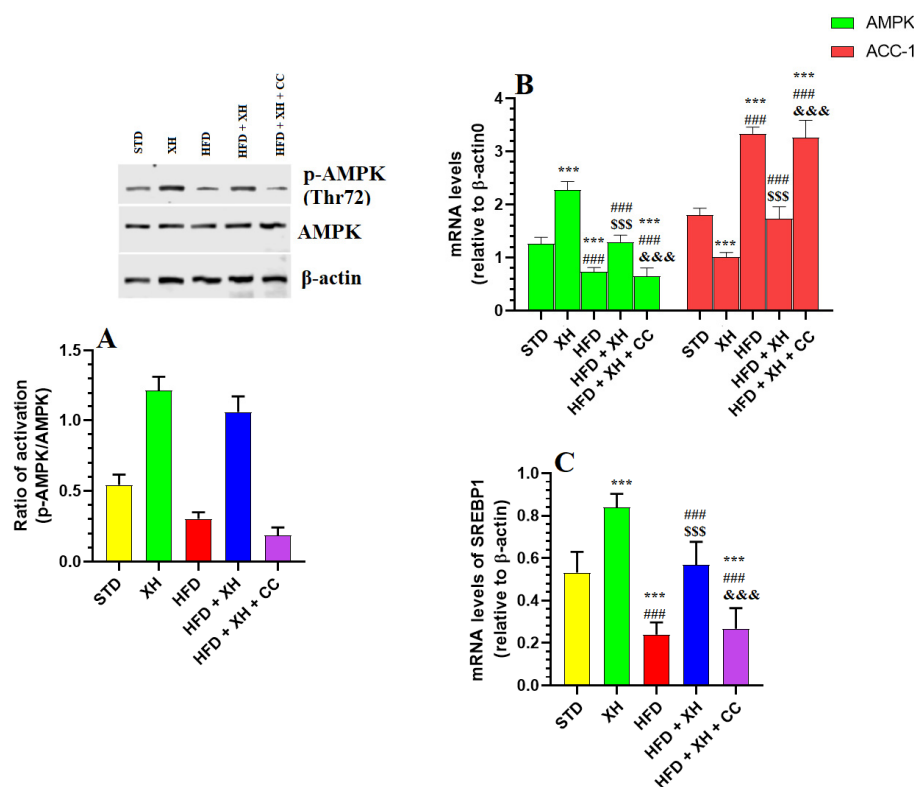 AMPK
ACC-1
STD
XH
HFD
HFD + XH
HFD + XH + CC
p-AMPK
(Thr72)
AMPK
β-actin
A
Ratio of activation
(p-AMPK/AMPK)
1.5
1.0
0.5
0.0
STD
XH
HFD
HFD + XH
HFD + XH + CC
B
mRNA levels
(relative to β-actin0
4
3
2
1
0
***
***
###
###
$$$
***
###
&&&
***
***
###
###
$$$
***
###
&&&
STD
XH
HFD
HFD + XH
HFD + XH + CC
STD
XH
HFD
HFD + XH
HFD + XH + CC
C
mRNA levels of SREBP1
(relative to β-actin)
1.0
0.8
0.6
0.4
0.2
0.0
***
***
###
###
$$$
***
###
&&&
STD
XH
HFD
HFD + XH
HFD + XH + CC